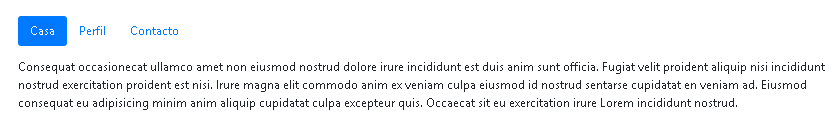 Casa Perfil Contacto
Consequat occasionecat ullamco amet non eiusmod nostrud dolore irure incididunt est duis anim sunt officia. Fugiat velit proident aliquip nisi incididunt
nostrud exercitation proident est nisi. Irure magna elit commodo anim ex veniam culpa eiusmod id nostrud sentarse cupidatat en veniam ad. Eiusmod
consequat eu adipisicing minim anim aliquip cupidatat culpa excepteur quis. Occaecat sit eu exercitation irure Lorem incididunt nostrud.